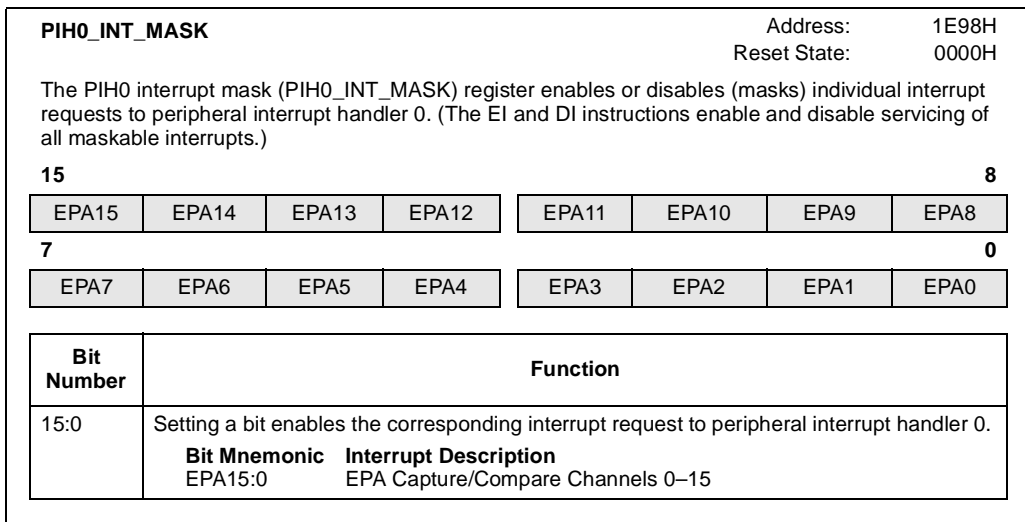 PIH0_INT_MASK Address: 1E98H
Reset State: 0000H
The PIH0 interrupt mask (PIH0_INT_MASK) register enables or disables (masks) individual interrupt
requests to peripheral interrupt handler 0. (The EI and DI instructions enable and disable servicing of
all maskable interrupts.)
15 8
EPA15 EPA14 EPA13 EPA12 EPA11 EPA10 EPA9 EPA8
7 0
EPA7 EPA6 EPA5 EPA4 EPA3 EPA2 EPA1 EPA0
Bit Number Function
15:0 Setting a bit enables the corresponding interrupt request to peripheral interrupt handler 0.
Bit Mnemonic Interrupt Description
EPA15:0 EPA Capture/Compare Channels 0–15